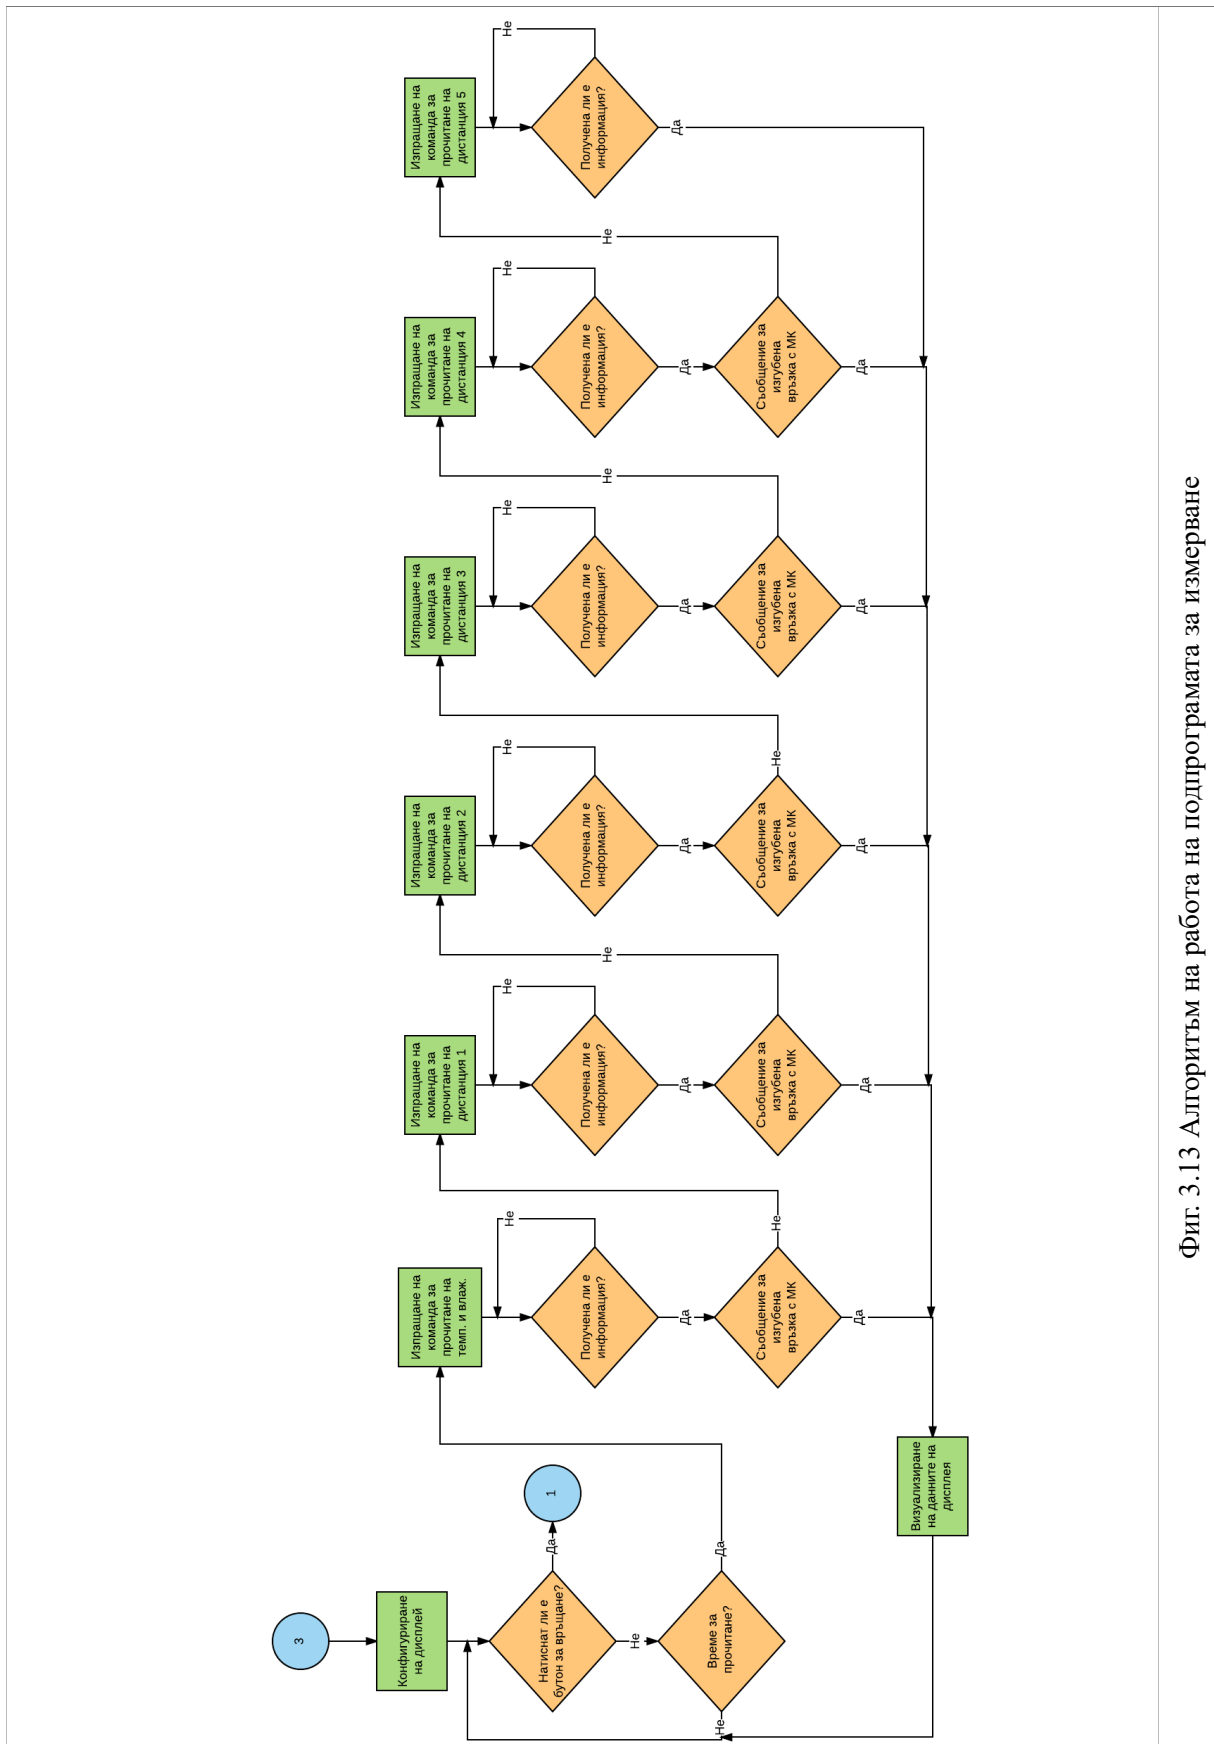 3
Конфигуриране
на дисплей
Натиснат ли е
бутон за връщане?
Да
1
Не
Време за
прочитане?
Не
Да
Изпращане на
команда за
прочитане на
темп. и влаж.
Получена ли е
информация?
Не
Да
Съобщение за
изгубена
връзка с МК
Не
Да
Изпращане на
команда за
прочитане на
дистанция 1
Получена ли е
информация?
Не
Да
Съобщение за
изгубена
връзка с МК
Не
Да
Изпращане на
команда за
прочитане на
дистанция 2
Получена ли е
информация?
Не
Да
Съобщение за
изгубена
връзка с МК
Не
Да
Изпращане на
команда за
прочитане на
дистанция 3
Получена ли е
информация?
Не
Да
Съобщение за
изгубена
връзка с МК
Не
Да
Изпращане на
команда за
прочитане на
дистанция 4
Получена ли е
информация?
Не
Да
Съобщение за
изгубена
връзка с МК
Не
Да
Изпращане на
команда за
прочитане на
дистанция 5
Получена ли е
информация?
Не
Да
Визуализиране
на данните на
дисплея
Фиг. 3.13 Алгоритъм на работа на подпрограмата за измерване